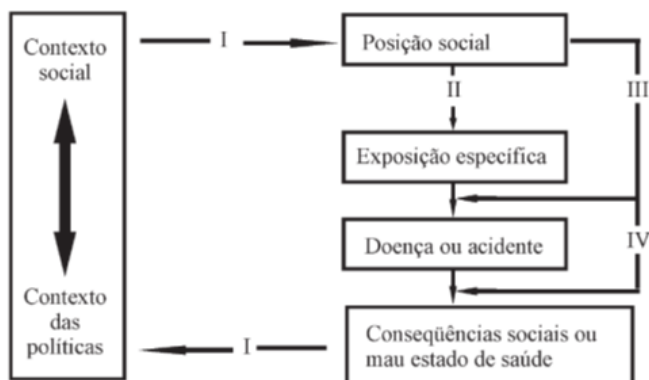 Contexto
social
I
Posição social
II
III
Exposição específica
Doença ou acidente
IV
Contexto
das
políticas
I
Conseqüências sociais ou
mau estado de saúde